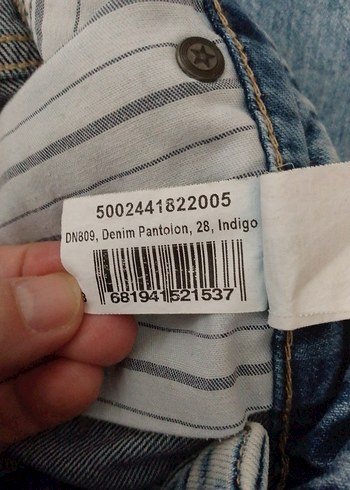 5002441822005
DN809, Denim Pantolon, 28, Indigo
681941521537